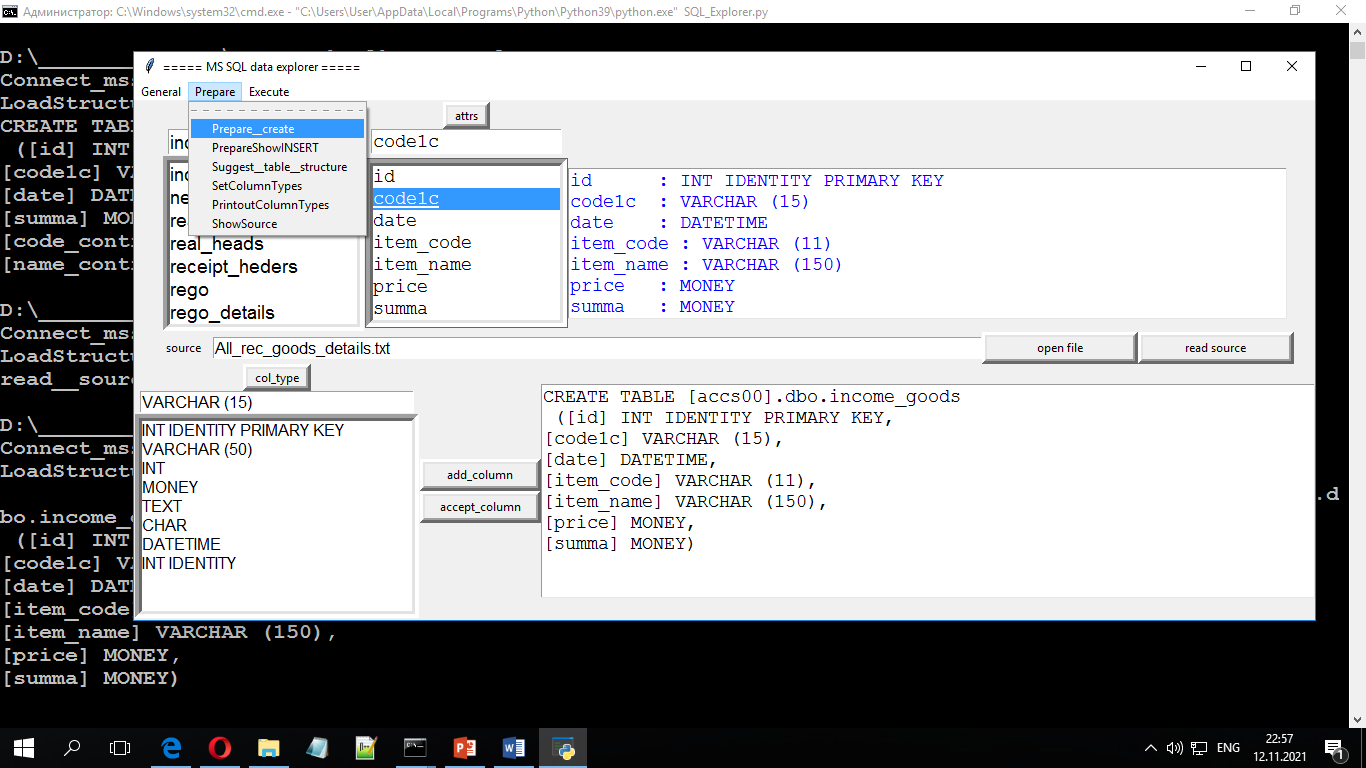 Администратор: C:\Windows\system32\cmd.exe - "C:\Users\User\AppData\Local\Programs\Python\Python39\python.exe" SQL_Explorer.py
D:\
Connect_ms
LoadStructu
CREATE TAB
([id] INT
[code1c] V
[date] DAT
[summa] MO
[code_cont
[name_cont
D:\
Connect_ms
LoadStructu
read__sour
D:\
Connect_ms
LoadStructu
.d
bo.income_
([id] INT
[code1c] V
[date] DAT
[item_code
[item_name] VARCHAR (150),
[price] MONEY,
[summa] MONEY)
===== MS SQL data explorer =====
General Prepare Execute
Prepare__create
PrepareShowINSERT
Suggest__table__structure
SetColumnTypes
PrintoutColumnTypes
ShowSource
attrs
code1c
real_heads
receipt_heders
rego
rego_details
id
code1c
date
item_code
item_name
price
summa
id : INT IDENTITY PRIMARY KEY
code1c : VARCHAR (15)
date : DATETIME
item_code : VARCHAR (11)
item_name : VARCHAR (150)
price : MONEY
summa : MONEY
source All_rec_goods_details.txt open file read source
col_type
VARCHAR (15)
INT IDENTITY PRIMARY KEY
VARCHAR (50)
INT
MONEY
TEXT
CHAR
DATETIME
INT IDENTITY
add_column
accept_column
CREATE TABLE [accs00].dbo.income_goods
([id] INT IDENTITY PRIMARY KEY,
[code1c] VARCHAR (15),
[date] DATETIME,
[item_code] VARCHAR (11),
[item_name] VARCHAR (150),
[price] MONEY,
[summa] MONEY)
ENG
22:57
12.11.2021
1